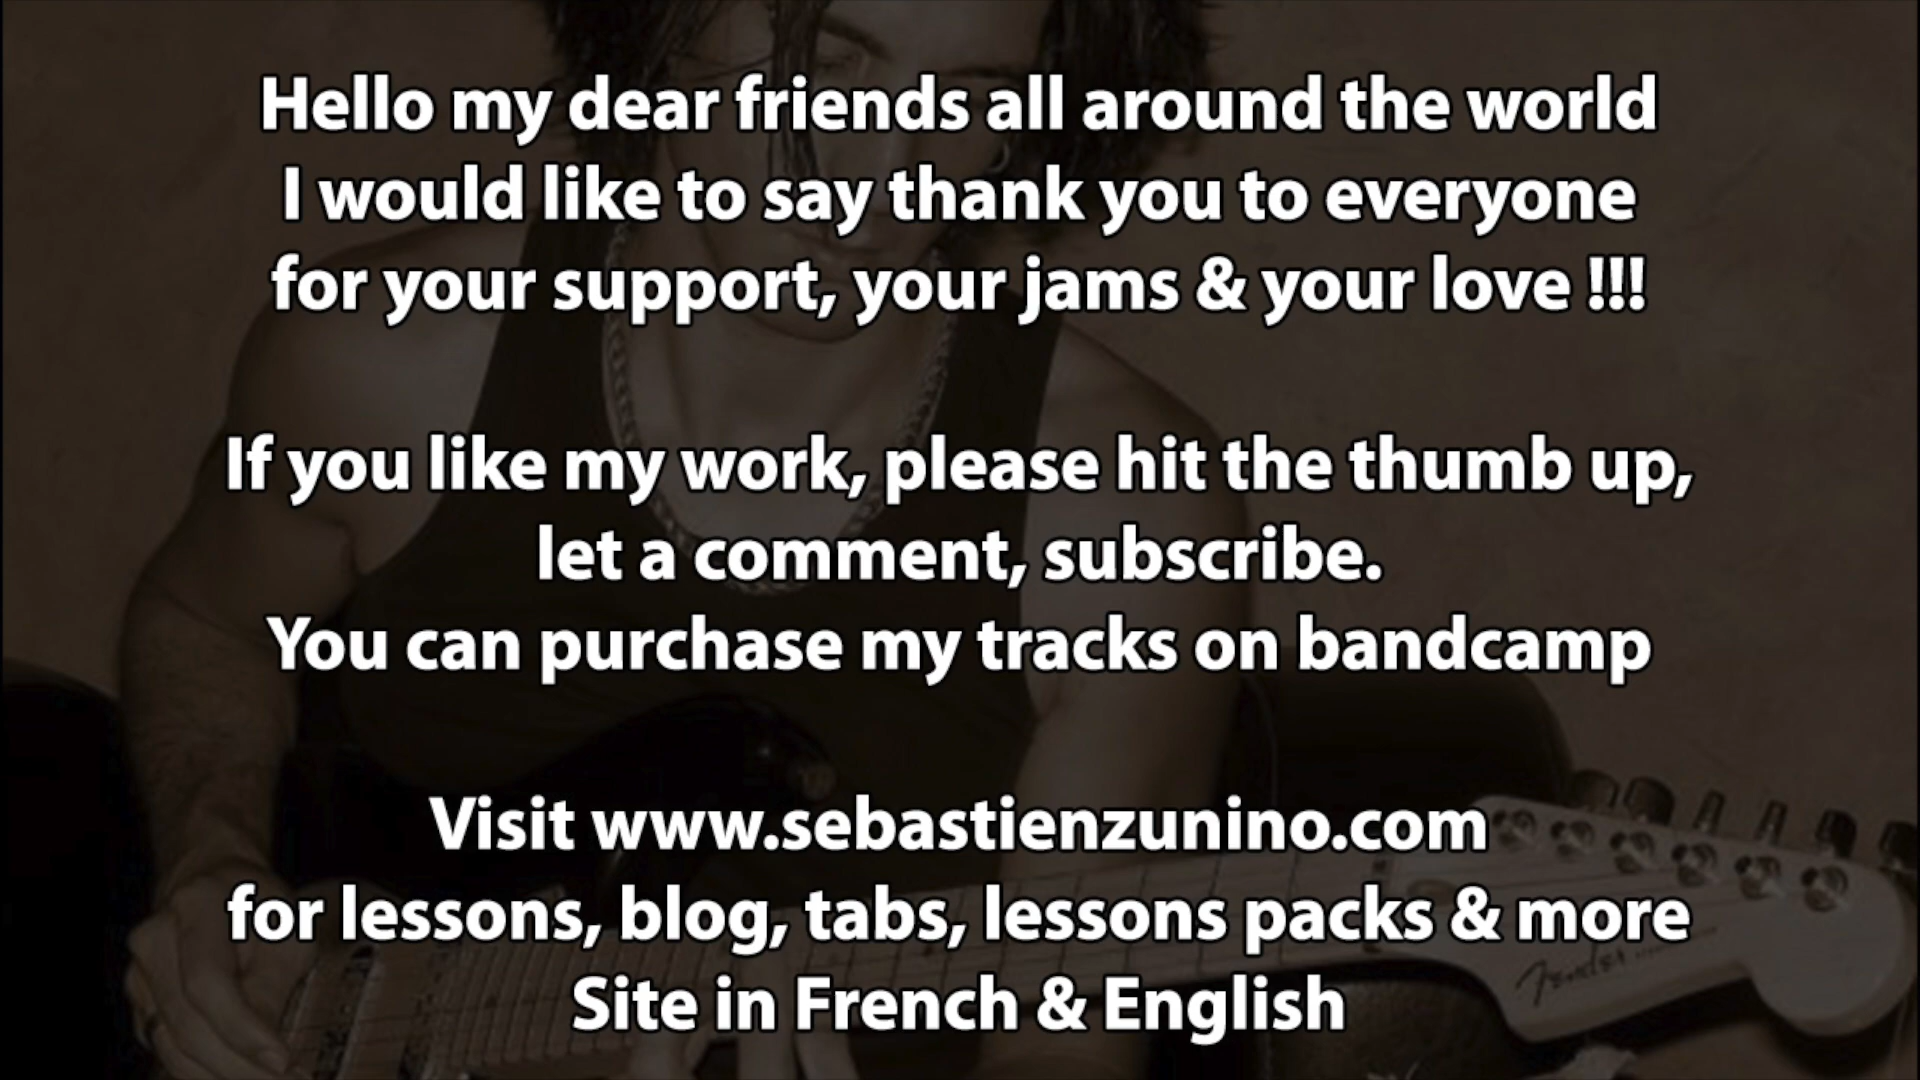 Hello my dear friends all around the world
I would like to say thank you to everyone
for your support, your jams & your love !!!
If you like my work, please hit the thumb up,
let a comment, subscribe.
You can purchase my tracks on bandcamp
Visit www.sebastienzunino.com
for lessons, blog, tabs, lessons packs & more
Site in French & English
Fender